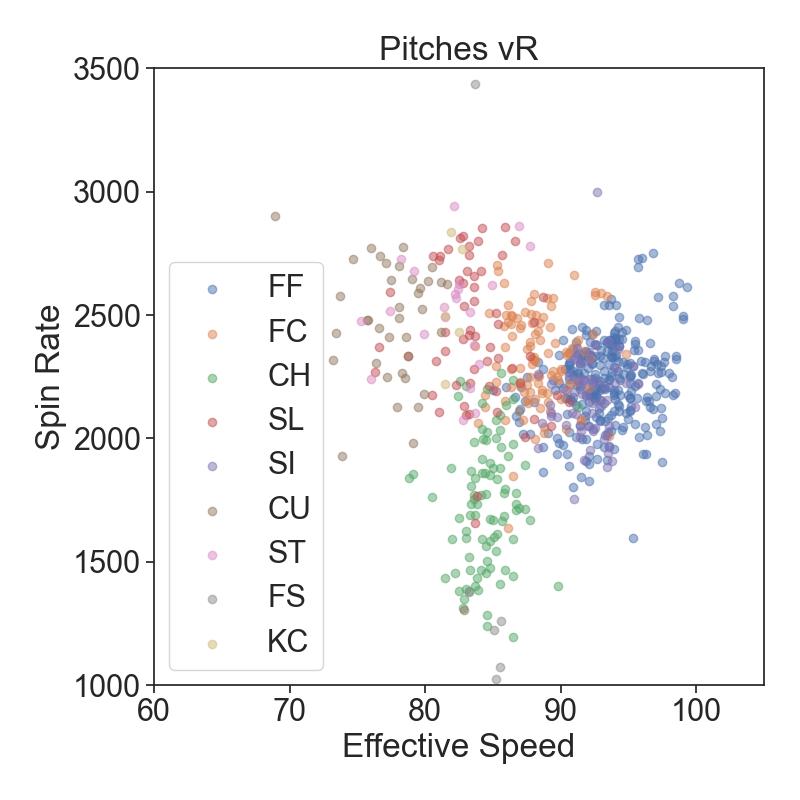 Pitches vR
3500
3000
2500
2000
1500
1000
Spin Rate
FF
FC
CH
SL
SI
CU
ST
FS
KC
60 70 80 90 100
Effective Speed